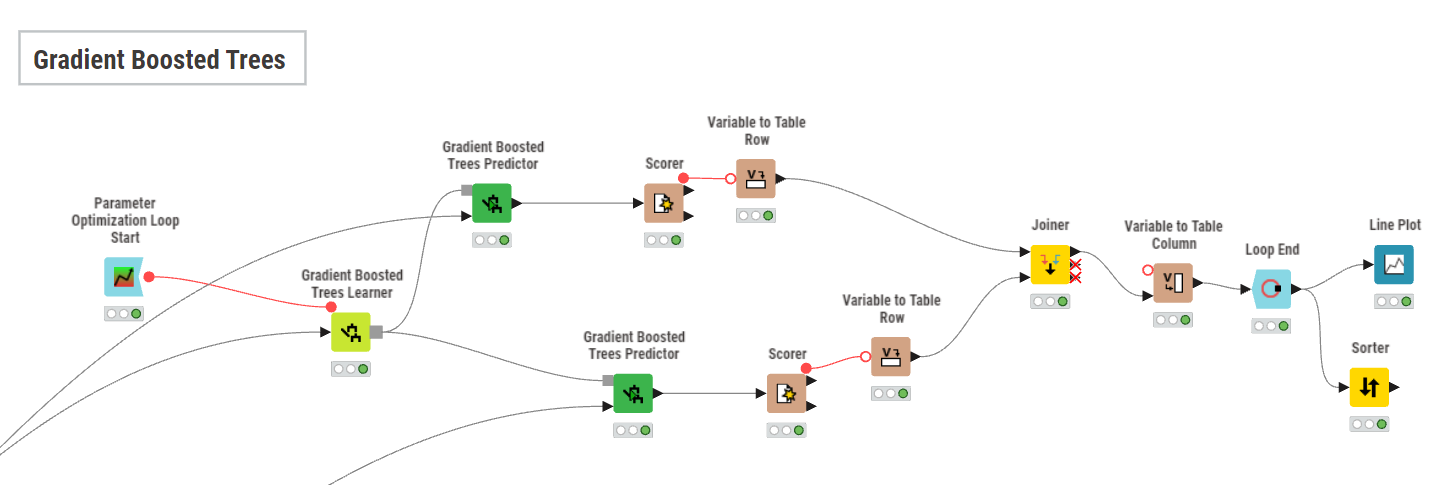 Gradient Boosted Trees
Variable to Table
Row
Gradient Boosted
Trees Predictor
Scorer
Parameter
Optimization Loop
Start
Gradient Boosted
Trees Learner
Joiner
Variable to Table
Column
Loop End
Line Plot
Variable to Table
Row
Gradient Boosted
Trees Predictor
Scorer
Sorter